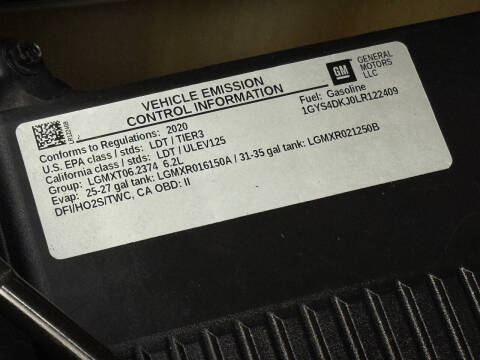 VEHICLE EMISSION
CONTROL INFORMATION
GM
GENERAL
MOTORS
LLC
Fuel: Gasoline
1GYS4DKJ0LR122409
Conforms to Regulations: 2020
U.S. EPA class / stds: LDT / TIER3
California class / stds: LDT / ULEV125
Group: LGMXT06.2374 6.2L
Evap: 25-27 gal tank: LGMXR016150A / 31-35 gal tank: LGMXR021250B
DFI/HO2S/TWC, CA OBD: II